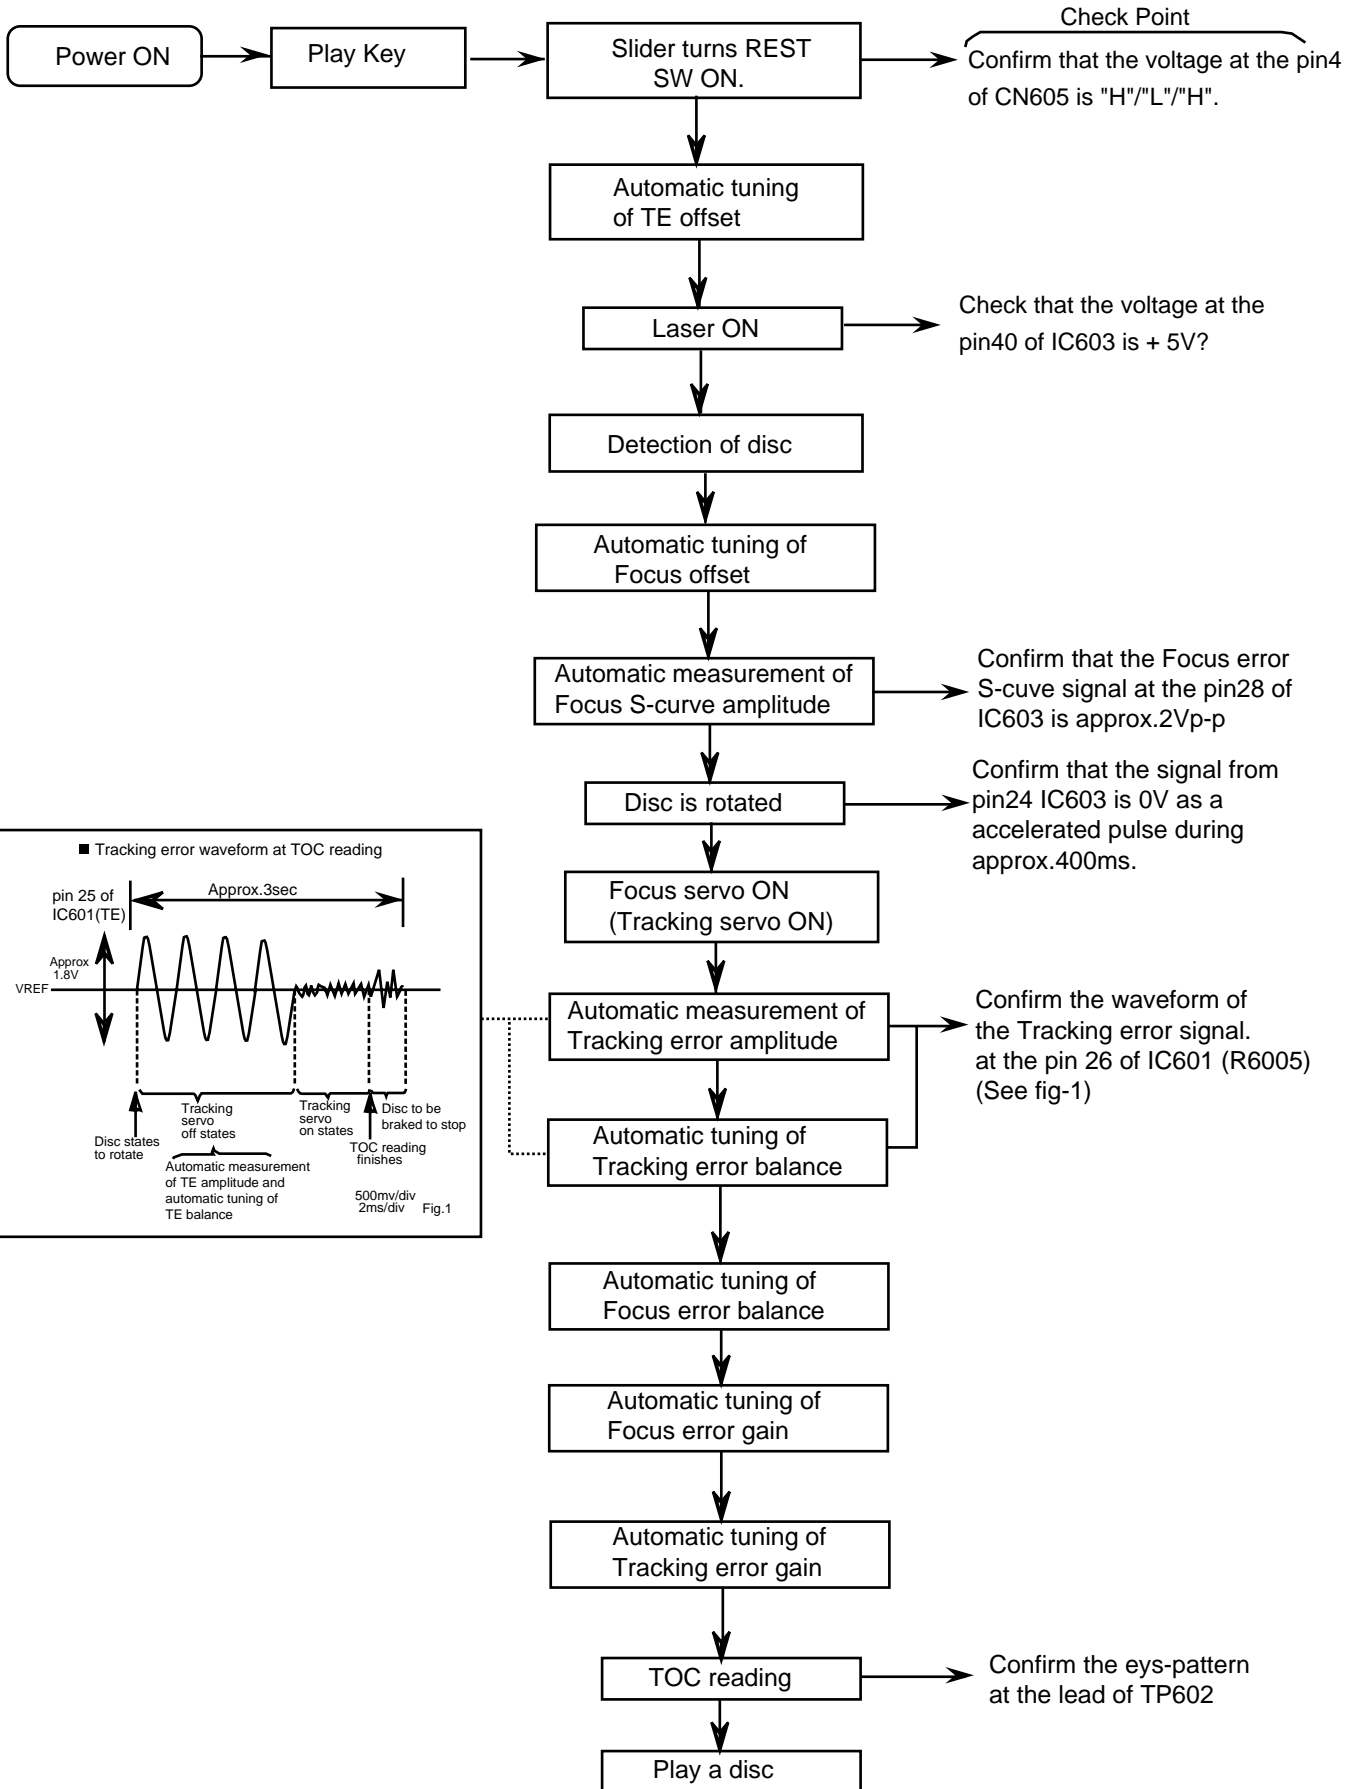 Check Point
Power ON
Play Key
Slider turns REST
SW ON.
Confirm that the voltage at the pin4
of CN605 is "H"/"L"/"H".
Automatic tuning
of TE offset
Laser ON
Check that the voltage at the
pin40 of IC603 is + 5V?
Detection of disc
Automatic tuning of
Focus offset
Automatic measurement of
Focus S-curve amplitude
Confirm that the Focus error
S-cuve signal at the pin28 of
IC603 is approx.2Vp-p
Disc is rotated
Confirm that the signal from
pin24 IC603 is 0V as a
accelerated pulse during
approx.400ms.
Focus servo ON
(Tracking servo ON)
■ Tracking error waveform at TOC reading
pin 25 of
IC601(TE)
Approx.3sec
Approx
1.8V
VREF
Disc states
to rotate
Tracking
servo
off states
Tracking
servo
on states
Disc to be
braked to stop
TOC reading
finishes
Automatic measurement
of TE amplitude and
automatic tuning of
TE balance
500mv/div
2ms/div
Fig.1
Automatic measurement of
Tracking error amplitude
Confirm the waveform of
the Tracking error signal.
at the pin 26 of IC601 (R6005)
(See fig-1)
Automatic tuning of
Tracking error balance
Automatic tuning of
Focus error balance
Automatic tuning of
Focus error gain
Automatic tuning of
Tracking error gain
TOC reading
Confirm the eys-pattern
at the lead of TP602
Play a disc